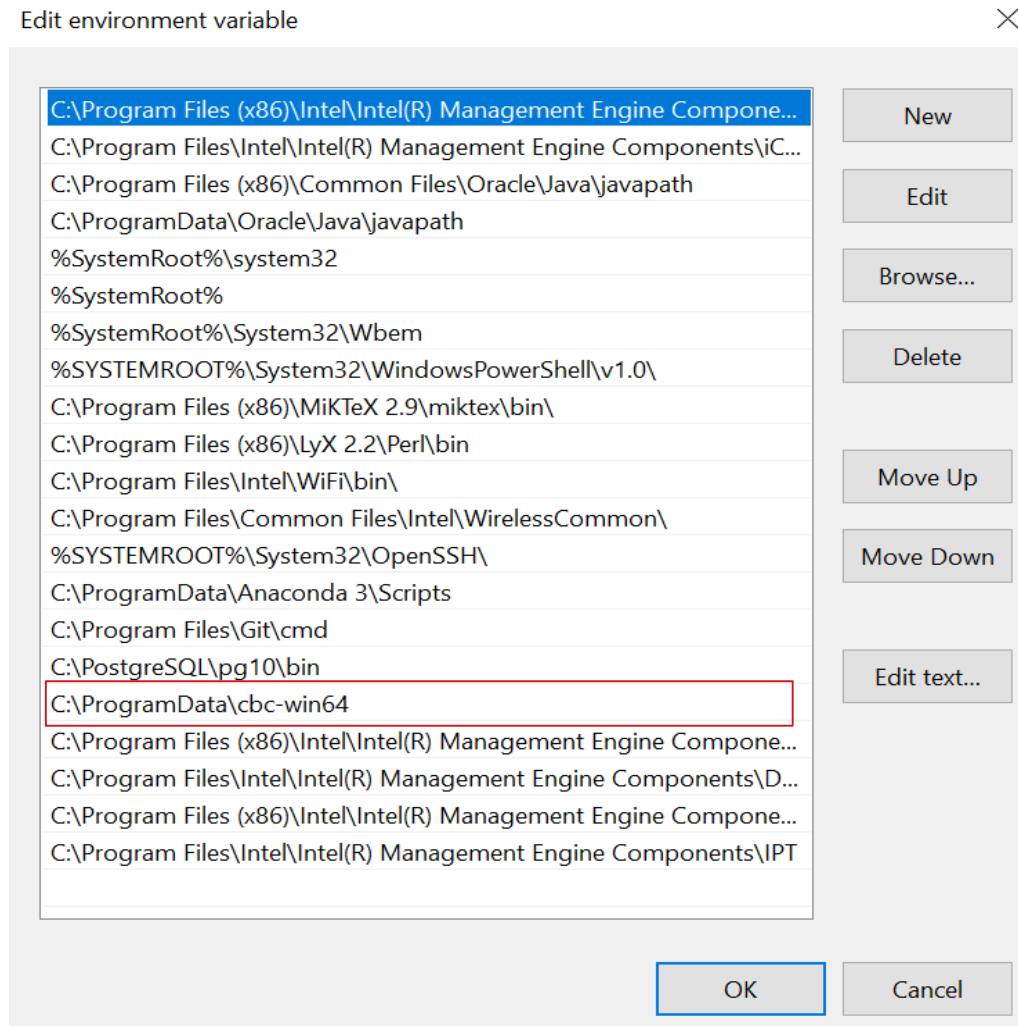 Edit environment variable
C:\Program Files (x86)\Intel\Intel(R) Management Engine Compone...
C:\Program Files\Intel\Intel(R) Management Engine Components\iC...
C:\Program Files (x86)\Common Files\Oracle\Java\javapath
C:\ProgramData\Oracle\Java\javapath
%SystemRoot%\system32
%SystemRoot%
%SystemRoot%\System32\Wbem
%SYSTEMROOT%\System32\WindowsPowerShell\v1.0\
C:\Program Files (x86)\MiKTeX 2.9\miktex\bin\
C:\Program Files (x86)\LyX 2.2\Perl\bin
C:\Program Files\Intel\WiFi\bin\
C:\Program Files\Common Files\Intel\WirelessCommon\
%SYSTEMROOT%\System32\OpenSSH\
C:\ProgramData\Anaconda 3\Scripts
C:\Program Files\Git\cmd
C:\PostgreSQL\pg10\bin
C:\ProgramData\cbc-win64
C:\Program Files (x86)\Intel\Intel(R) Management Engine Compone...
C:\Program Files\Intel\Intel(R) Management Engine Components\D...
C:\Program Files (x86)\Intel\Intel(R) Management Engine Compone...
C:\Program Files\Intel\Intel(R) Management Engine Components\IPT
New
Edit
Browse...
Delete
Move Up
Move Down
Edit text...
OK
Cancel